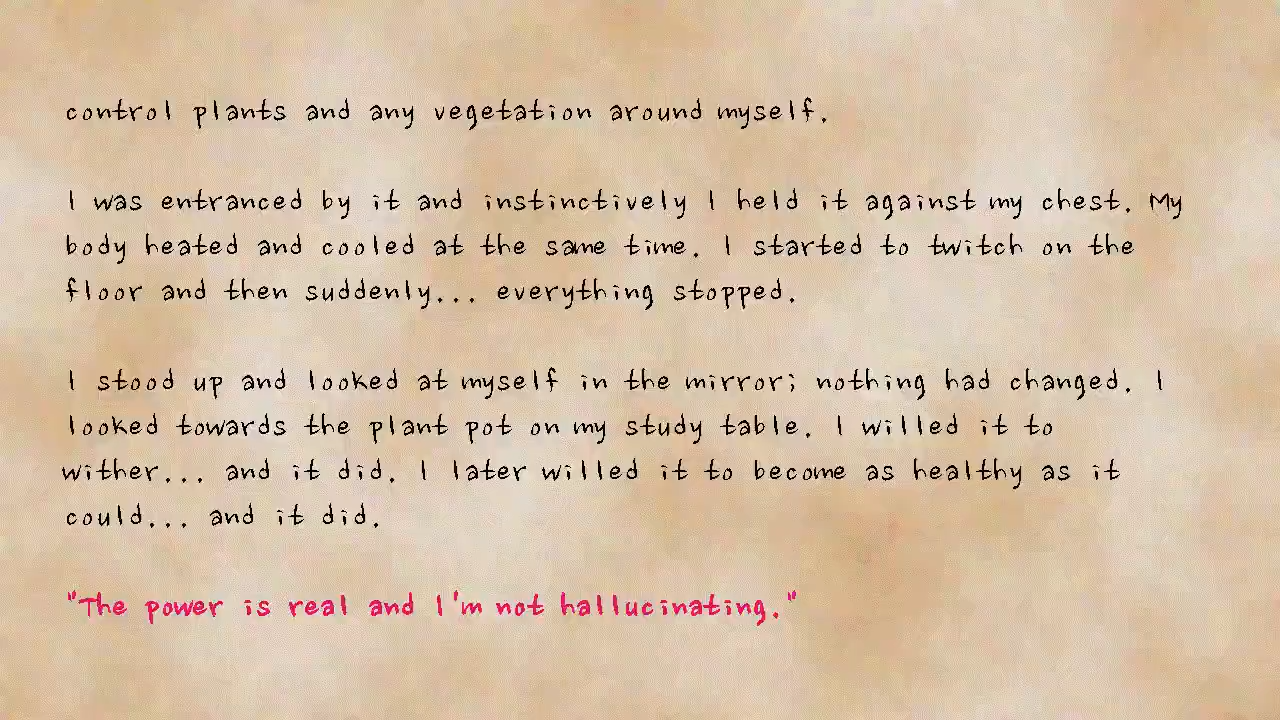 control plants and any vegetation around myself.
I was entranced by it and instinctively I held it against my chest. My
body heated and cooled at the same time. I started to twitch on the
floor and then suddenly... everything stopped.
I stood up and looked at myself in the mirror; nothing had changed. I
looked towards the plant pot on my study table. I willed it to
wither... and it did. I later willed it to become as healthy as it
could... and it did.
"The power is real and I'm not hallucinating."